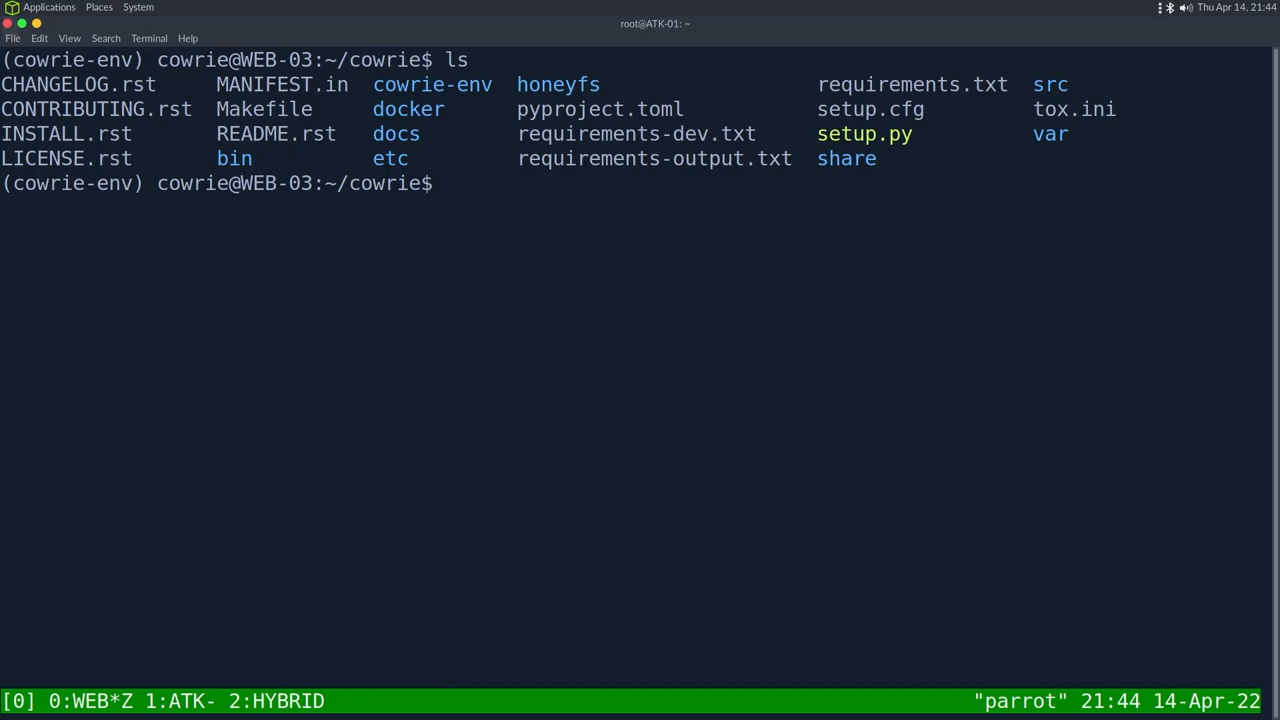 Applications Places System Thu Apr 14, 21:44
root@ATK-01: ~
File Edit View Search Terminal Help
(cowrie-env) cowrie@WEB-03:~/cowrie$ ls
CHANGELOG.rst MANIFEST.in cowrie-env honeyfs requirements.txt src
CONTRIBUTING.rst Makefile docker pyproject.toml setup.cfg tox.ini
INSTALL.rst README.rst docs requirements-dev.txt setup.py var
LICENSE.rst bin etc requirements-output.txt share
(cowrie-env) cowrie@WEB-03:~/cowrie$
[0] 0:WEB*Z 1:ATK- 2:HYBRID "parrot" 21:44 14-Apr-22